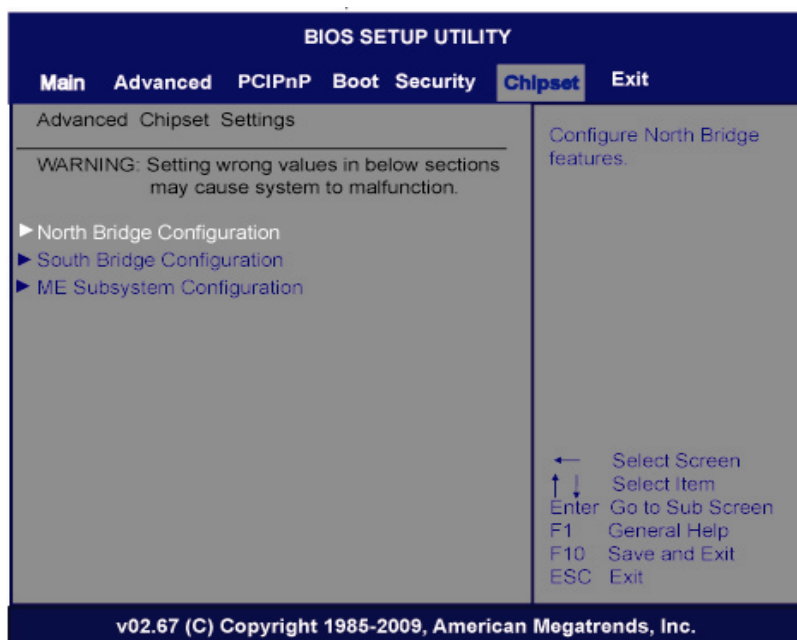 BIOS SETUP UTILITY
Main Advanced PCIPnP Boot Security Chipset Exit
Advanced Chipset Settings
WARNING: Setting wrong values in below sections
may cause system to malfunction.
North Bridge Configuration
South Bridge Configuration
ME Subsystem Configuration
Configure North Bridge
features.
← Select Screen
↑↓ Select Item
Enter Go to Sub Screen
F1 General Help
F10 Save and Exit
ESC Exit
v02.67 (C) Copyright 1985-2009, American Megatrends, Inc.